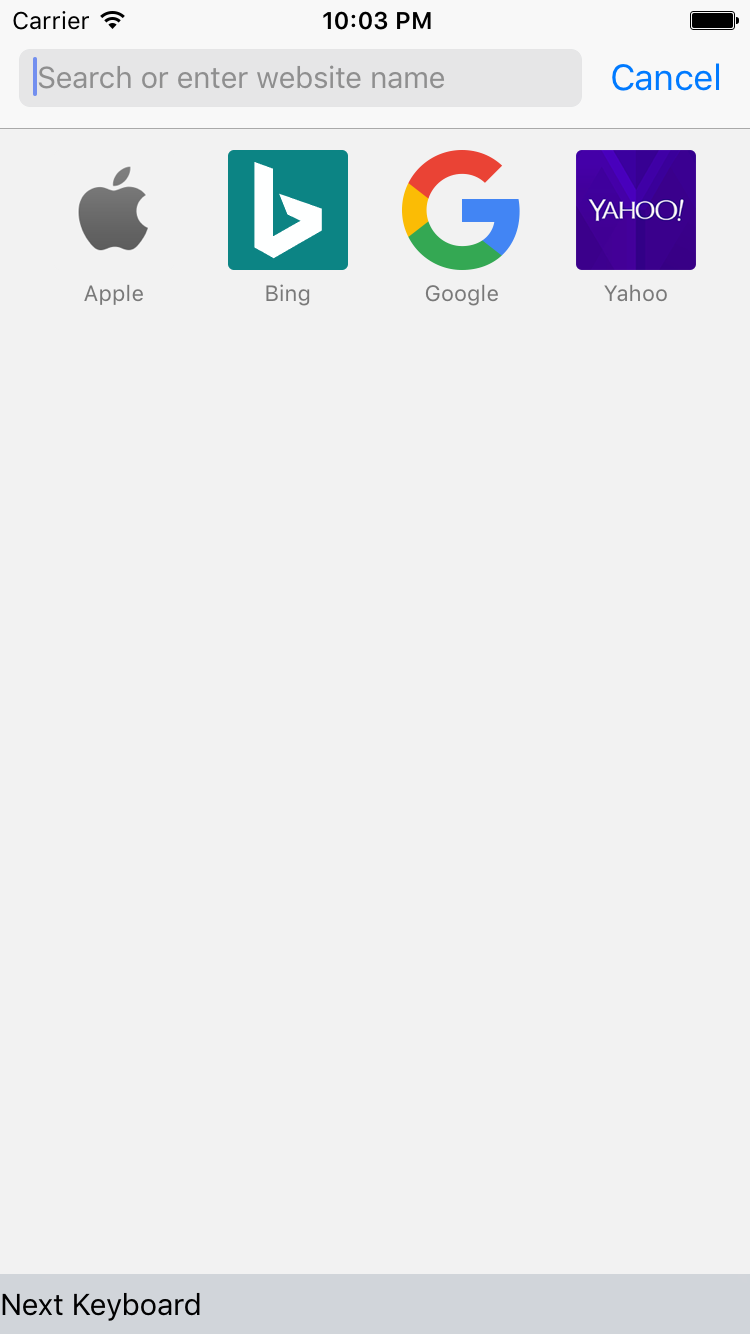 Carrier 10:03 PM
Search or enter website name Cancel
YAHOO!
Apple Bing Google Yahoo
Next Keyboard